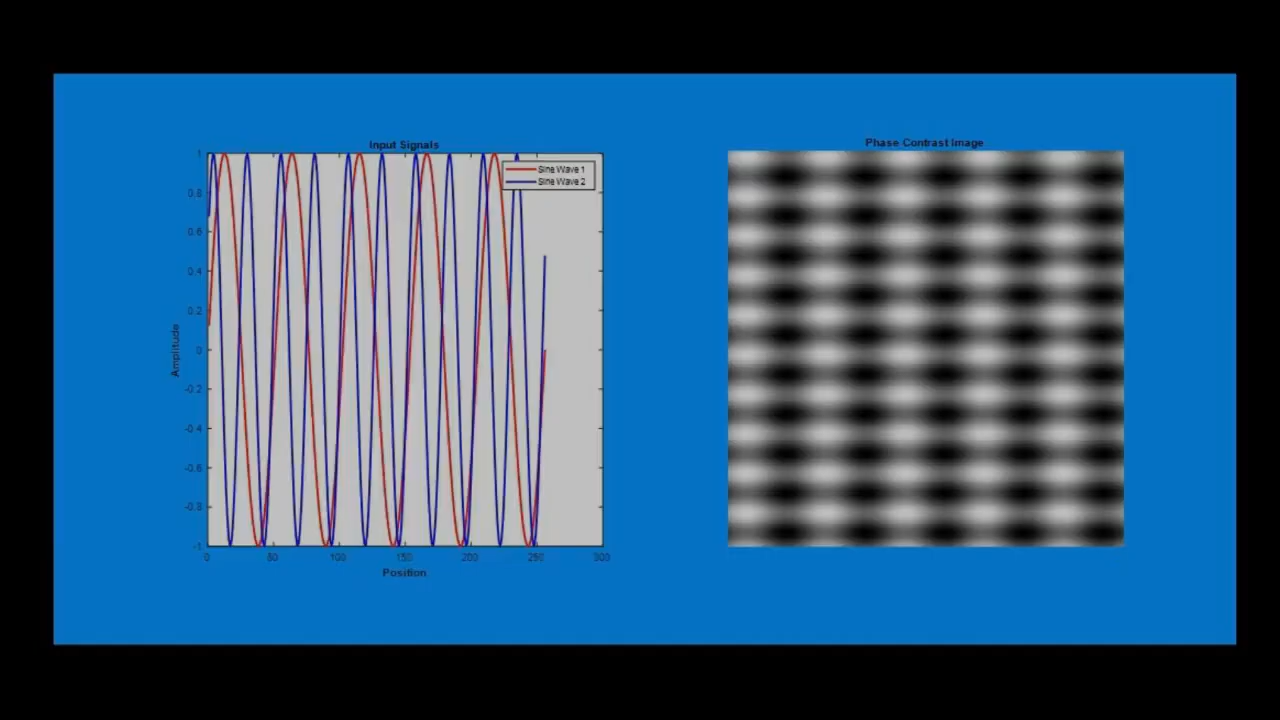 Input Signals
Phase Contrast Image
Sine Wave 1
Sine Wave 2
1
0.8
0.6
0.4
0.2
0
-0.2
-0.4
-0.6
-0.8
-1
Amplitude
0 50 100 150 200 250 300
Position